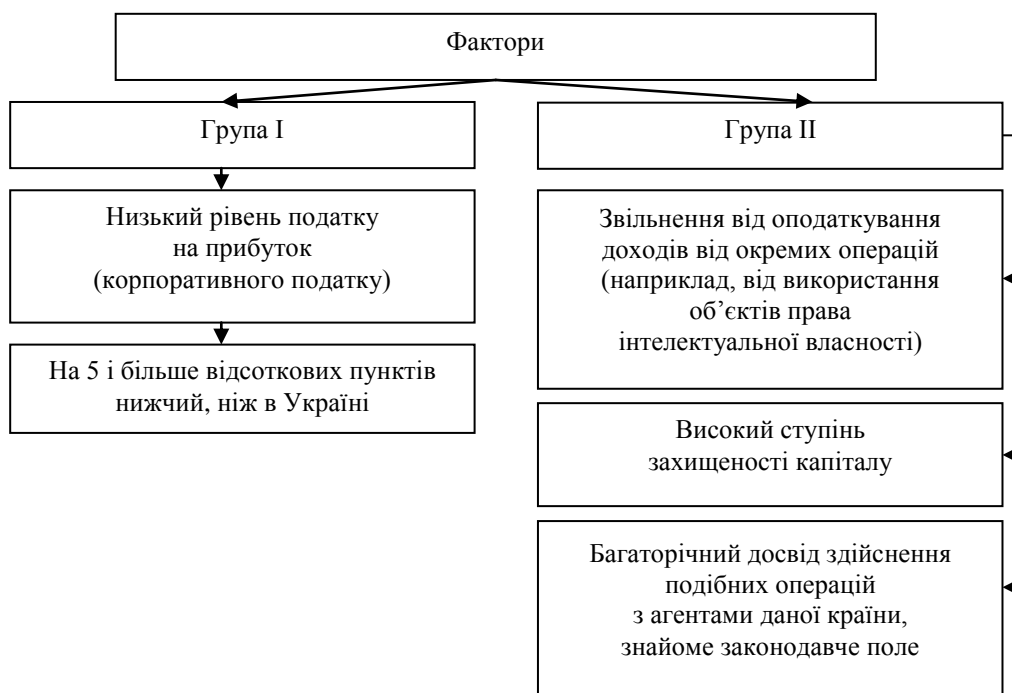 Фактори
Група I
Низький рівень податку
на прибуток
(корпоративного податку)
На 5 і більше відсоткових пунктів
нижчий, ніж в Україні
Група II
Звільнення від оподаткування
доходів від окремих операцій
(наприклад, від використання
об’єктів права
інтелектуальної власності)
Високий ступінь
захищеності капіталу
Багаторічний досвід здійснення
подібних операцій
з агентами даної країни,
знайоме законодавче поле